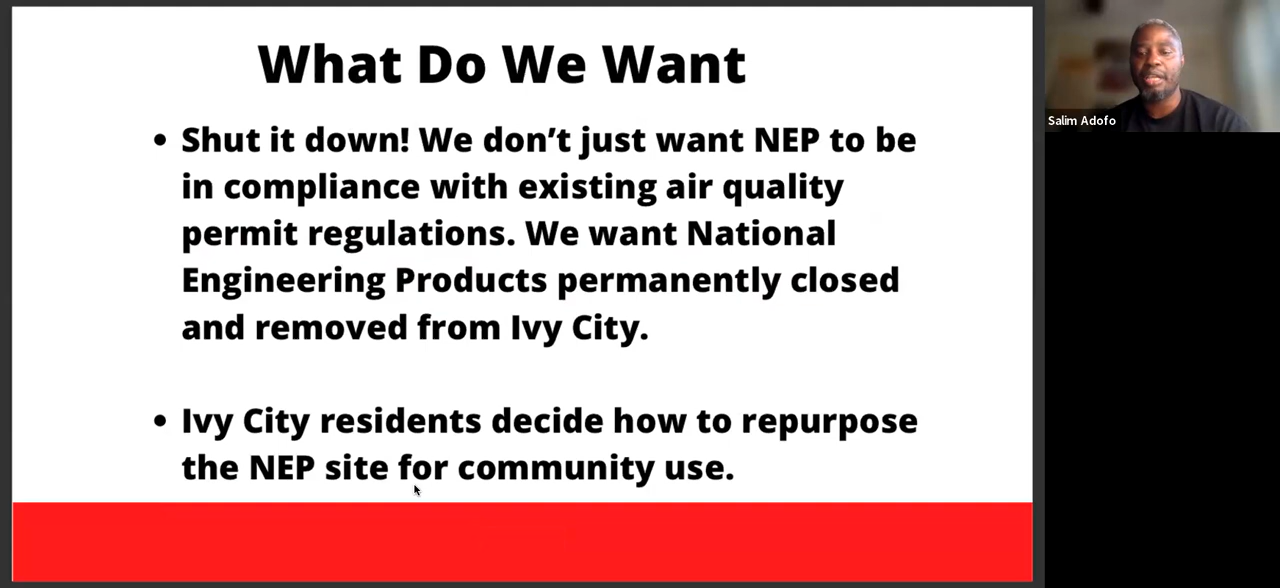 What Do We Want
• Shut it down! We don’t just want NEP to be
in compliance with existing air quality
permit regulations. We want National
Engineering Products permanently closed
and removed from Ivy City.
• Ivy City residents decide how to repurpose
the NEP site for community use.
Salim Adofo